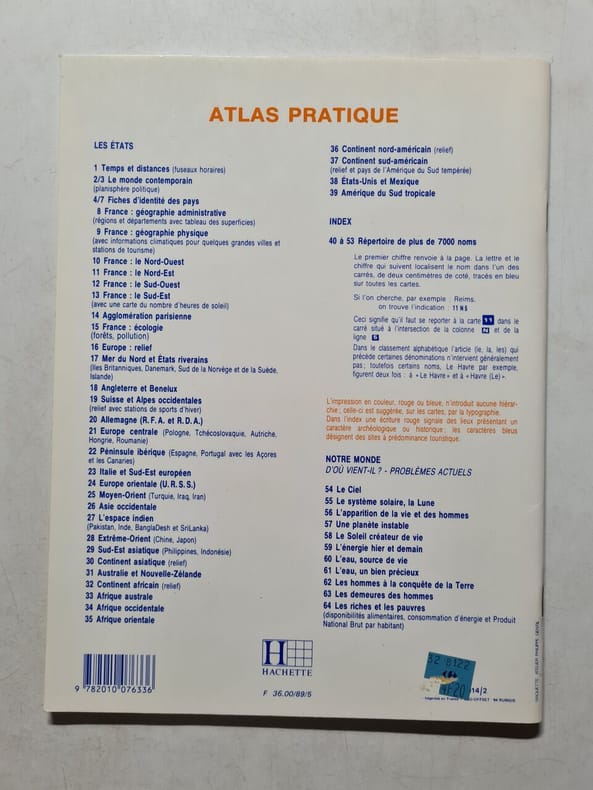 ATLAS PRATIQUE
LES ÉTATS
1 Temps et distances (fuseaux horaires)
2/3 Le monde contemporain
(planisphère politique)
4/7 Fiches d'identité des pays
8 France : géographie administrative
(régions et départements avec tableau des superficies)
9 France : géographie physique
(avec informations climatiques pour quelques grandes villes et
stations de tourisme)
10 France : le Nord-Ouest
11 France : le Nord-Est
12 France : le Sud-Ouest
13 France : le Sud-Est
(avec une carte du nombre d'heures de soleil)
14 Agglomération parisienne
15 France : écologie
(forêts, pollution)
16 Europe : relief
17 Mer du Nord et États riverains
(Iles Britanniques, Danemark, Sud de la Norvège et de la Suède,
Islande)
18 Angleterre et Benelux
19 Suisse et Alpes occidentales
(relief avec stations de sports d'hiver)
20 Allemagne (R.F.A. et R.D.A.)
21 Europe centrale (Pologne, Tchécoslovaquie, Autriche,
Hongrie, Roumanie)
22 Péninsule ibérique (Espagne, Portugal avec les Açores
et les Canaries)
23 Italie et Sud-Est européen
24 Europe orientale (U.R.S.S.)
25 Moyen-Orient (Turquie, Iraq, Iran)
26 Asie occidentale
27 L'espace indien
(Pakistan, Inde, BanglaDesh et SriLanka)
28 Extrême-Orient (Chine, Japon)
29 Sud-Est asiatique (Philippines, Indonésie)
30 Continent asiatique (relief)
31 Australie et Nouvelle-Zélande
32 Continent africain (relief)
33 Afrique australe
34 Afrique occidentale
35 Afrique orientale
36 Continent nord-américain (relief)
37 Continent sud-américain
(relief et pays de l'Amérique du Sud tempérée)
38 États-Unis et Mexique
39 Amérique du Sud tropicale
INDEX
40 à 53 Répertoire de plus de 7000 noms
Le premier chiffre renvoie à la page. La lettre et le
chiffre qui suivent localisent le nom dans l'un des
carrés, de deux centimètres de coté, tracés en bleu
sur toutes les cartes.
Si l'on cherche, par exemple : Reims,
on trouve l'indication : 11 N 5
Ceci signifie qu'il faut se reporter à la carte 11 dans le
carré situé à l'intersection de la colonne N et de la
ligne 5
Dans le classement alphabétique l'article (le, la, les) qui
précède certaines dénominations n'intervient généralement
pas; toutefois certains noms, Le Havre par exemple,
figurent deux fois : à « Le Havre » et à « Havre (Le) ».
L'impression en couleur, rouge ou bleue, n'introduit aucune hiérar-
chie ; celle-ci est suggérée, sur les cartes, par la typographie.
Dans l'index une écriture rouge signale des lieux présentant un
caractère archéologique ou historique ; les caractères bleus
désignent des sites à prédominance touristique.
NOTRE MONDE
D'OÙ VIENT-IL ? - PROBLÈMES ACTUELS
54 Le Ciel
55 Le système solaire, la Lune
56 L'apparition de la vie et des hommes
57 Une planète instable
58 Le Soleil créateur de vie
59 L'énergie hier et demain
60 L'eau, source de vie
61 L'eau, un bien précieux
62 Les hommes à la conquête de la Terre
63 Les demeures des hommes
64 Les riches et les pauvres
(disponibilités alimentaires, consommation d'énergie et Produit
National Brut par habitant)
H
HACHETTE
F 36.00/89/5
9 782010 076336
32 8122
14/2
MAQUETTE ATELIER PHILIPPE GENTIL